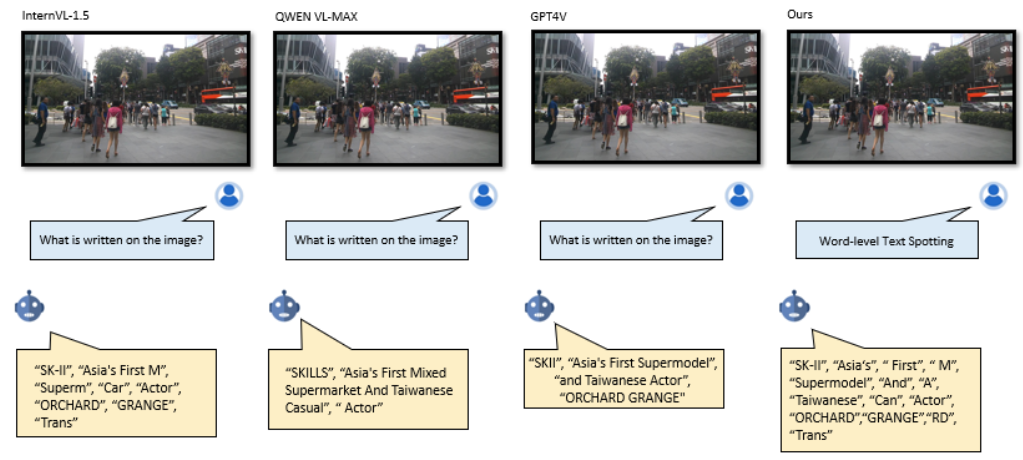 InternVL-1.5
QWEN VL-MAX
GPT4V
Ours
What is written on the image?
What is written on the image?
What is written on the image?
Word-level Text Spotting
“SK-II”, “Asia's First M”,
“Superm”, “Car”, “Actor”,
“ORCHARD”, “GRANGE”,
“Trans”
“SKILLS”, “Asia's First Mixed
Supermarket And Taiwanese
Casual”, “ Actor”
“SKII”, “Asia's First Supermodel”,
“and Taiwanese Actor”,
“ORCHARD GRANGE"
“SK-II”, “Asia‘s”, “ First”, “ M”,
“Supermodel”, “And”, “A”,
“Taiwanese”, “Can”, “Actor”,
“ORCHARD”,“GRANGE”,“RD”,
“Trans”